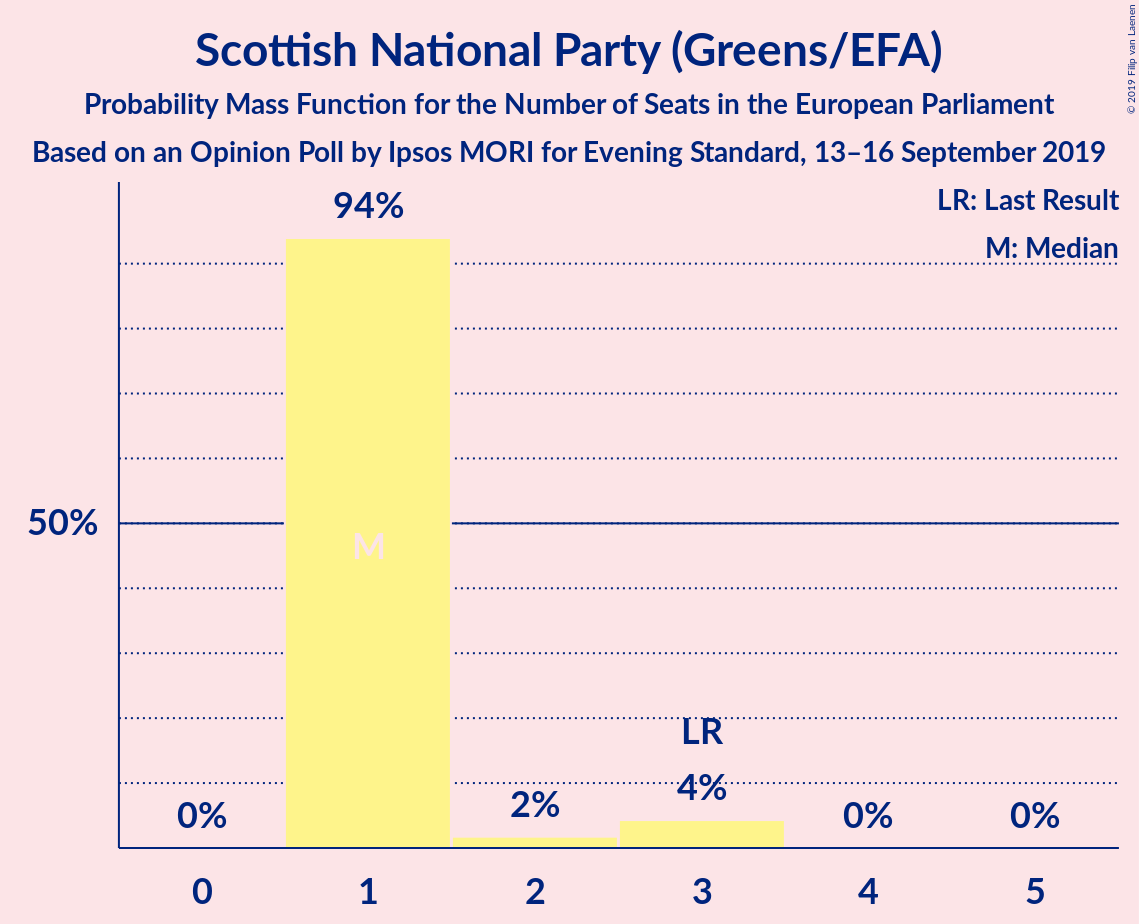 Scottish National Party (Greens/EFA)
Probability Mass Function for the Number of Seats in the European Parliament
Based on an Opinion Poll by Ipsos MORI for Evening Standard, 13–16 September 2019
© 2019 Filip van Laenen
LR: Last Result
M: Median
94%
50%
M
LR
0%
2%
4%
0%
0%
0 1 2 3 4 5